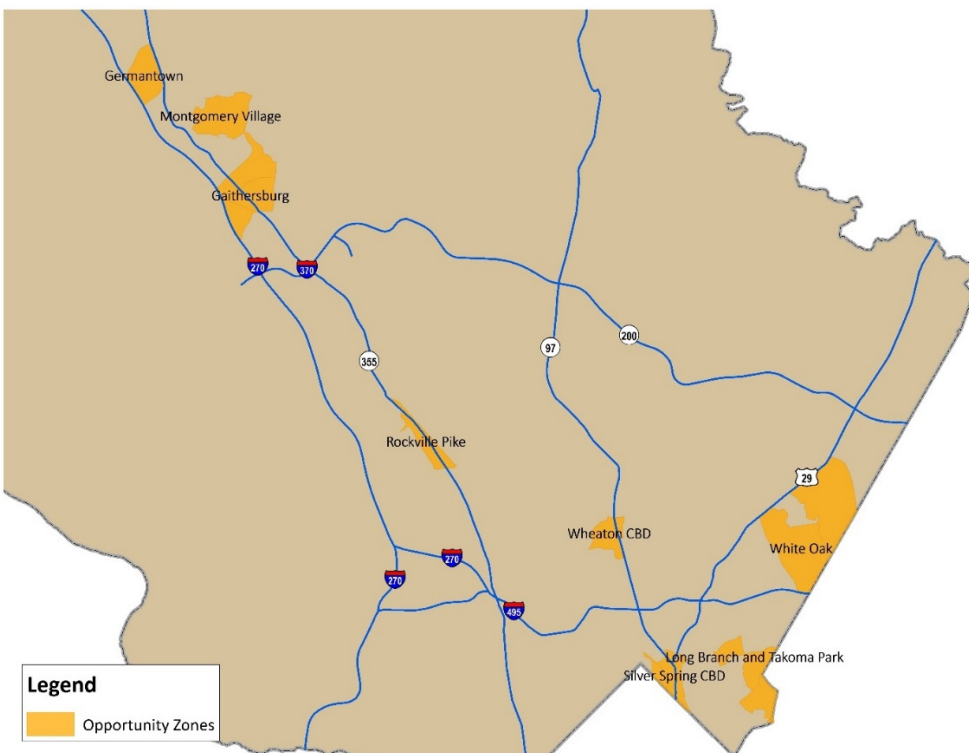 Germantown
Montgomery Village
Gaithersburg
270
370
200
97
355
Rockville Pike
29
Wheaton CBD
White Oak
270
270
495
Long Branch and Takoma Park
Silver Spring CBD
Legend
Opportunity Zones